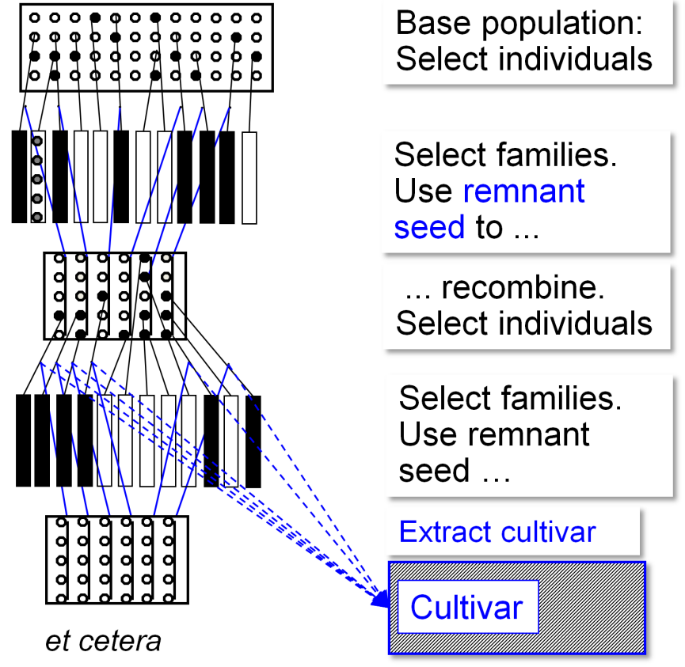 Base population:
Select individuals
Select families.
Use remnant
seed to ...
... recombine.
Select individuals
Select families.
Use remnant
seed ...
Extract cultivar
Cultivar
et cetera